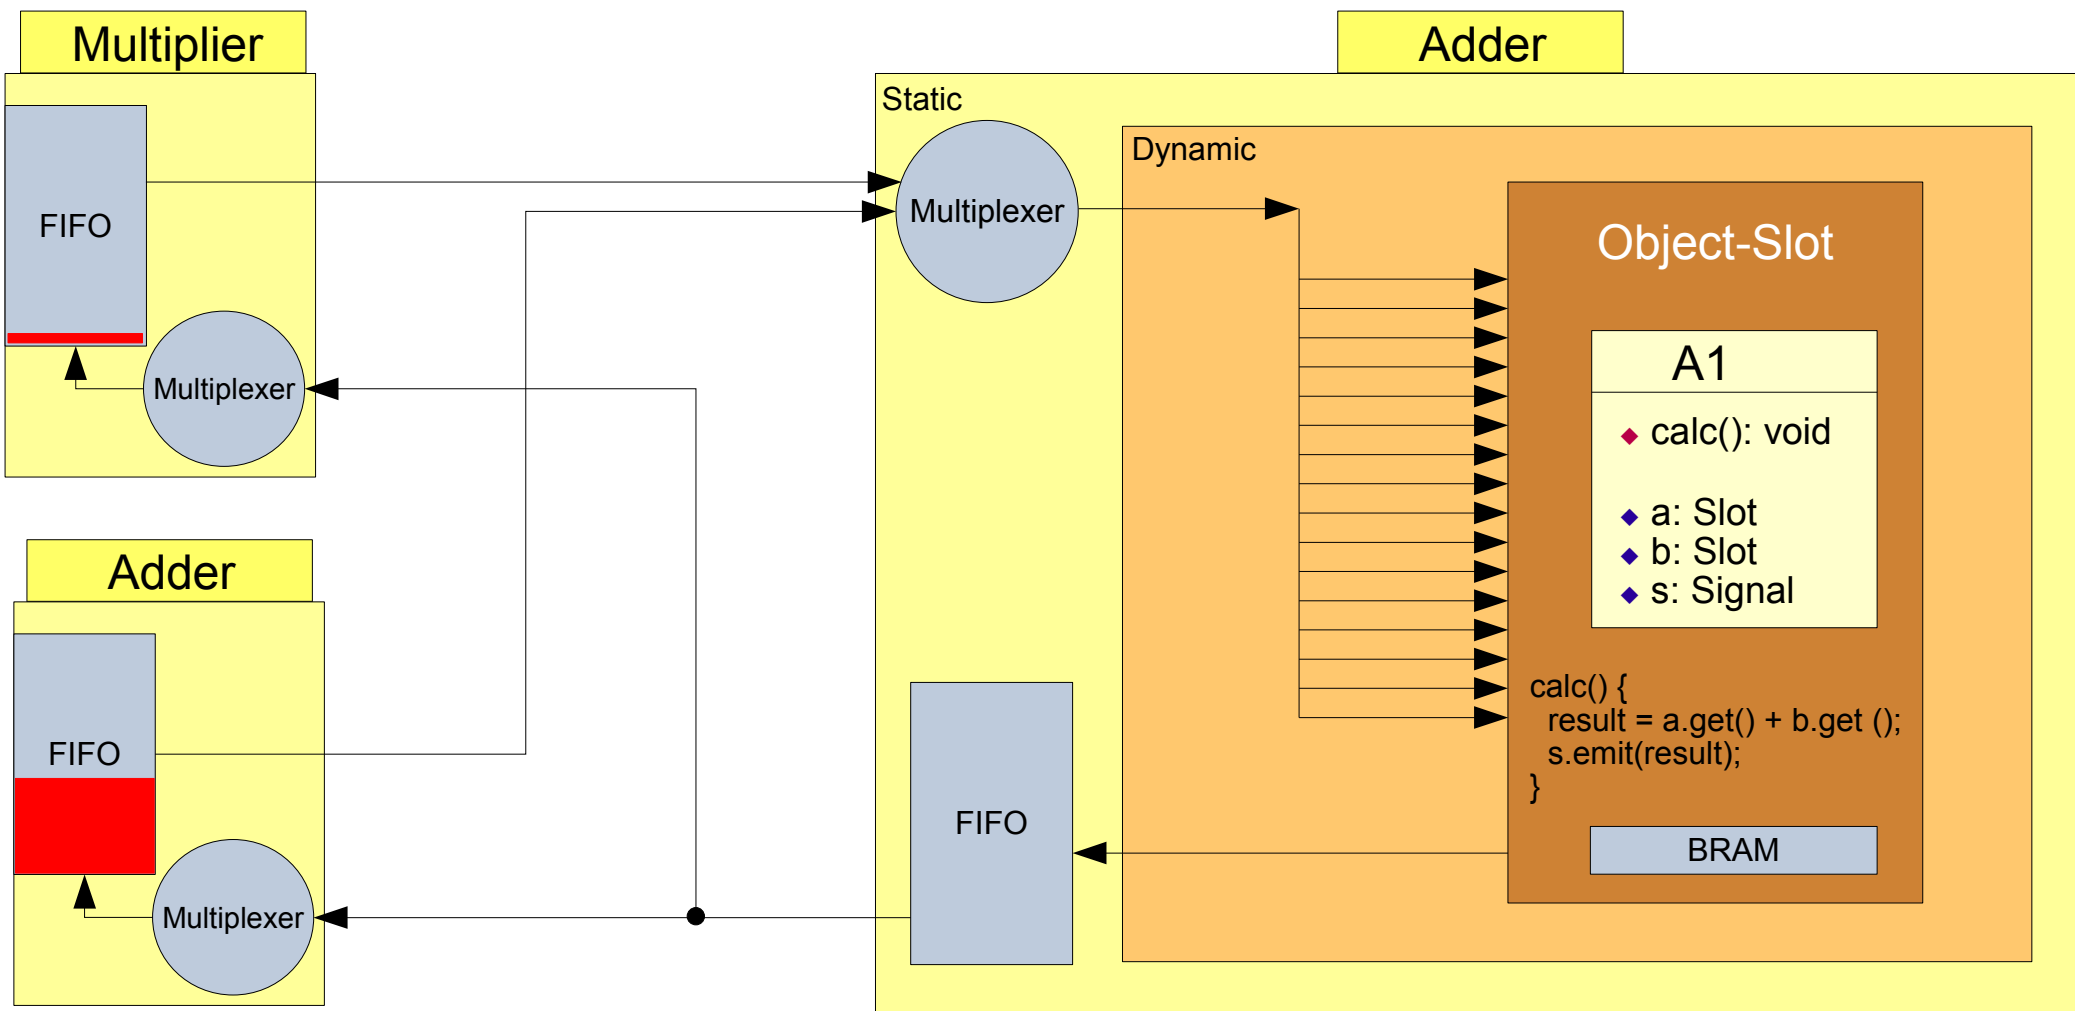 Multiplier
FIFO
Multiplexer
Adder
FIFO
Multiplexer
Adder
Static
Multiplexer
FIFO
Dynamic
Object-Slot
A1
calc(): void
a: Slot
b: Slot
s: Signal
calc() {
result = a.get() + b.get ();
s.emit(result);
}
BRAM